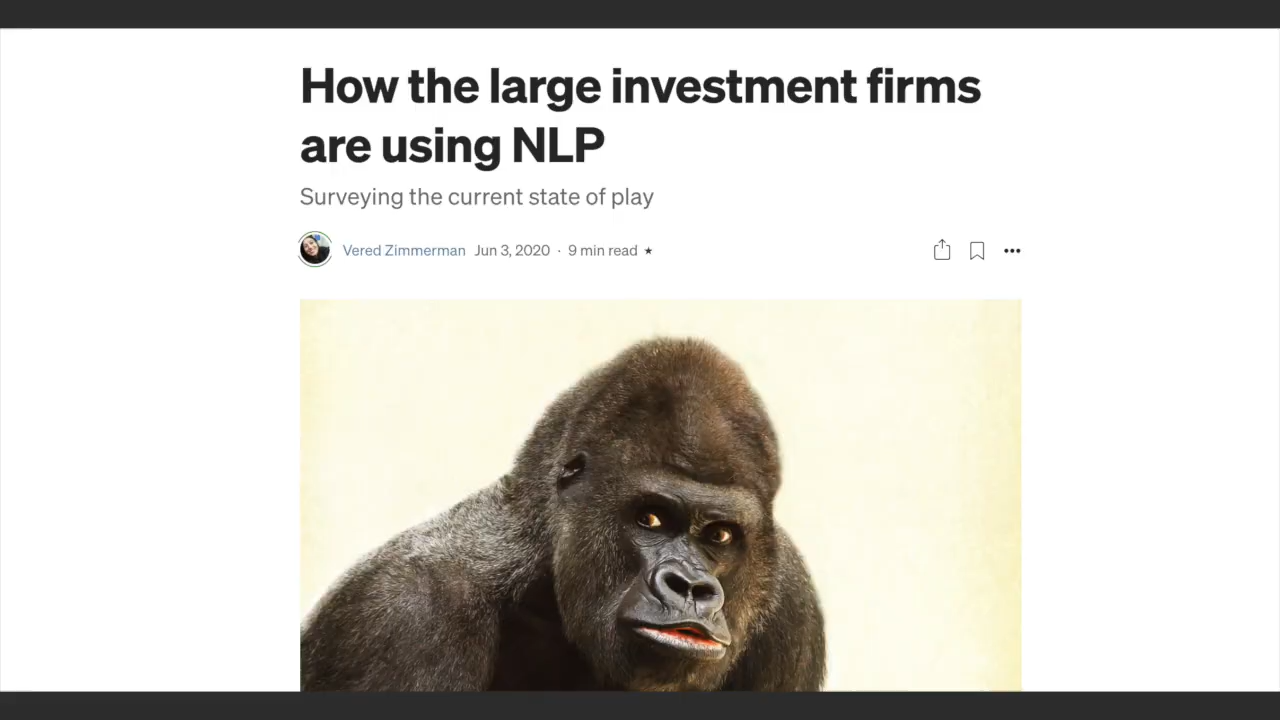 How the large investment firms
are using NLP
Surveying the current state of play
Vered Zimmerman Jun 3, 2020 · 9 min read ★